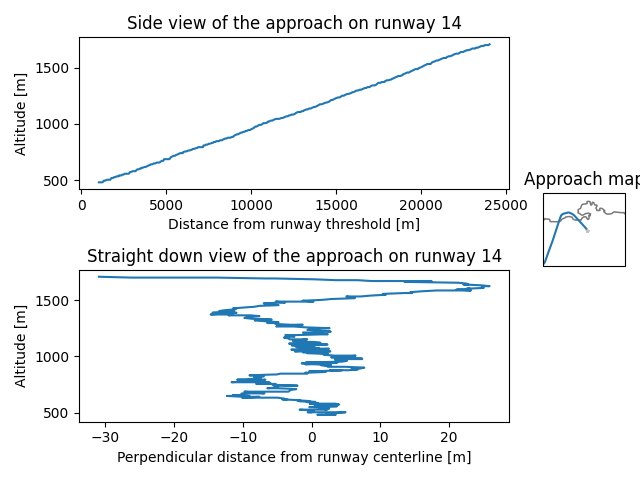 Side view of the approach on runway 14
Altitude [m]
1500
1000
500
0
5000
10000
15000
20000
25000
Distance from runway threshold [m]
Approach map
Straight down view of the approach on runway 14
Altitude [m]
1500
1000
500
−30
−20
−10
0
10
20
Perpendicular distance from runway centerline [m]